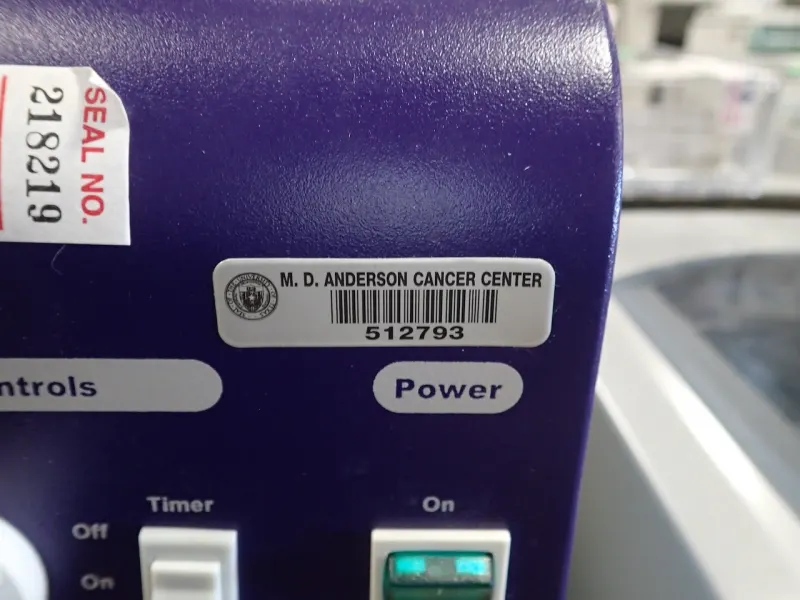 SEAL NO.
218219
M. D. ANDERSON CANCER CENTER
512793
ntrols
Power
Timer
On
Off
On